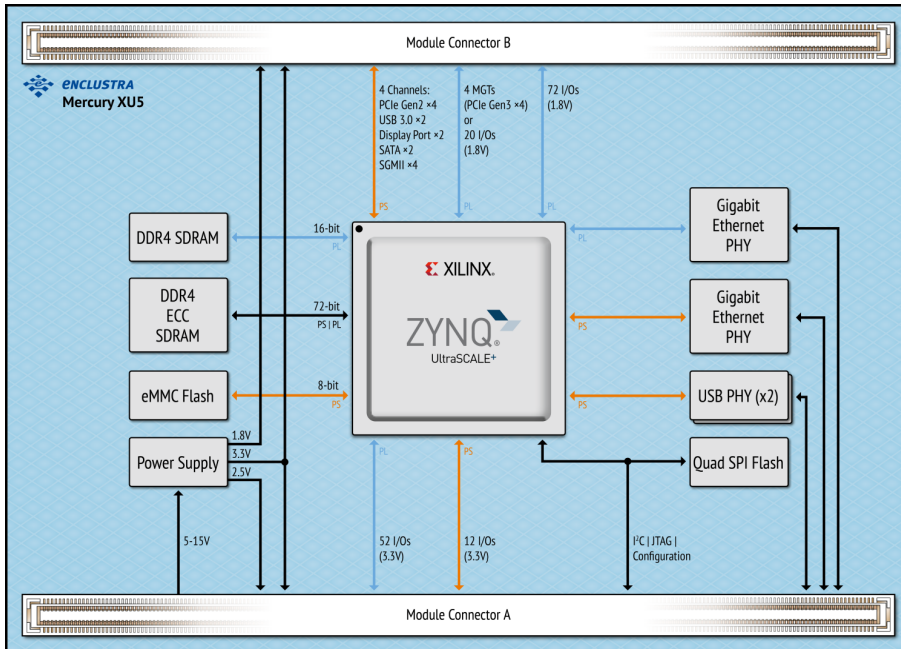 Module Connector B
ENCLUSTRA
Mercury XU5
4 Channels:
PCIe Gen2 ×4
USB 3.0 ×2
Display Port ×2
SATA ×2
SGMII ×4
4 MGTs
(PCIe Gen3 ×4)
or
20 I/Os
(1.8V)
72 I/Os
(1.8V)
PS
PL
PL
DDR4 SDRAM
16-bit
PL
DDR4
ECC
SDRAM
72-bit
PS | PL
eMMC Flash
8-bit
PS
Power Supply
1.8V
3.3V
2.5V
5-15V
XILINX®
ZYNQ®
UltraSCALE+
PL
Gigabit
Ethernet
PHY
PS
Gigabit
Ethernet
PHY
PS
USB PHY (x2)
Quad SPI Flash
PL
PS
52 I/Os
(3.3V)
12 I/Os
(3.3V)
I²C | JTAG |
Configuration
Module Connector A